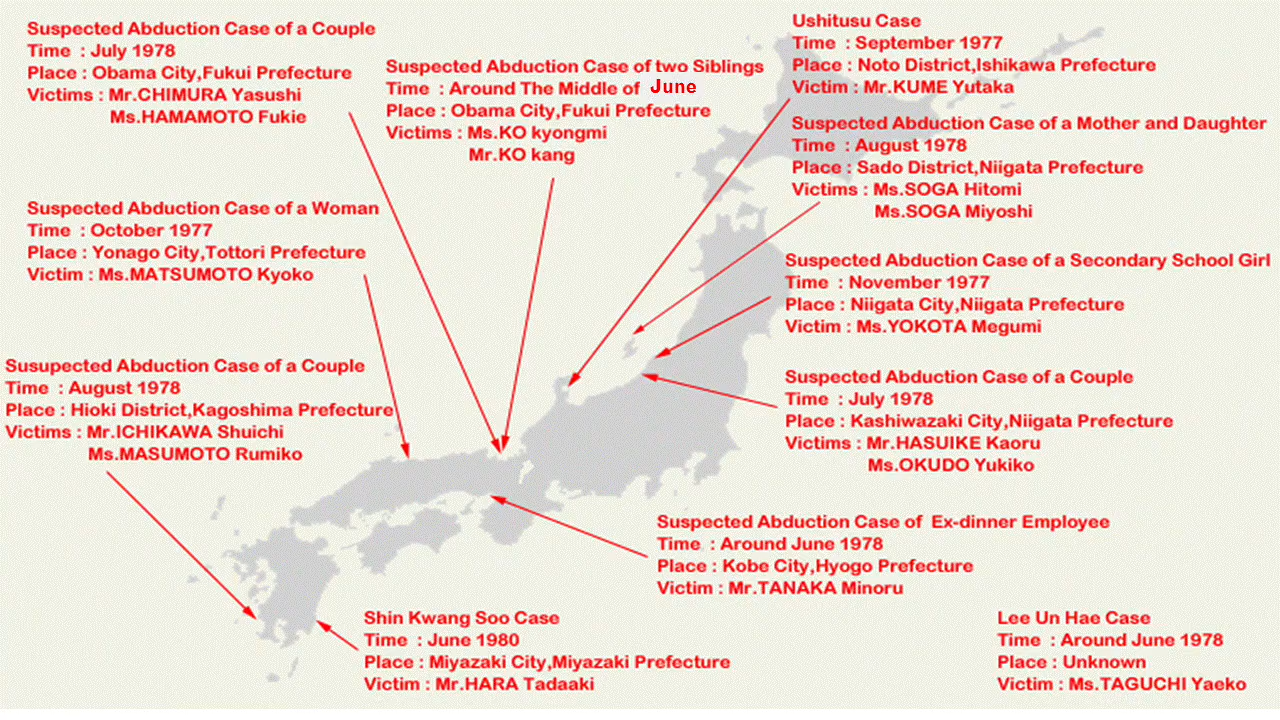 Suspected Abduction Case of a Couple
Time : July 1978
Place : Obama City,Fukui Prefecture
Victims : Mr.CHIMURA Yasushi
Ms.HAMAMOTO Fukie
Suspected Abduction Case of two Siblings
Time : Around The Middle of June
Place : Obama City,Fukui Prefecture
Victims : Ms.KO kyongmi
Mr.KO kang
Ushitusu Case
Time : September 1977
Place : Noto District,Ishikawa Prefecture
Victim : Mr.KUME Yutaka
Suspected Abduction Case of a Mother and Daughter
Time : August 1978
Place : Sado District,Niigata Prefecture
Victims : Ms.SOGA Hitomi
Ms.SOGA Miyoshi
Suspected Abduction Case of a Woman
Time : October 1977
Place : Yonago City,Tottori Prefecture
Victim : Ms.MATSUMOTO Kyoko
Suspected Abduction Case of a Secondary School Girl
Time : November 1977
Place : Niigata City,Niigata Prefecture
Victim : Ms.YOKOTA Megumi
Susupected Abduction Case of a Couple
Time : August 1978
Place : Hioki District,Kagoshima Prefecture
Victims : Mr.ICHIKAWA Shuichi
Ms.MASUMOTO Rumiko
Suspected Abduction Case of a Couple
Time : July 1978
Place : Kashiwazaki City,Niigata Prefecture
Victims : Mr.HASUIKE Kaoru
Ms.OKUDO Yukiko
Suspected Abduction Case of Ex-dinner Employee
Time : Around June 1978
Place : Kobe City,Hyogo Prefecture
Victim : Mr.TANAKA Minoru
Shin Kwang Soo Case
Time : June 1980
Place : Miyazaki City,Miyazaki Prefecture
Victim : Mr.HARA Tadaaki
Lee Un Hae Case
Time : Around June 1978
Place : Unknown
Victim : Ms.TAGUCHI Yaeko